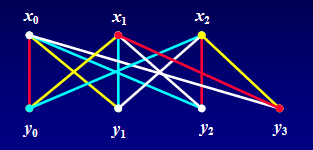 x₀ x₁ x₂
y₀ y₁ y₂ y₃